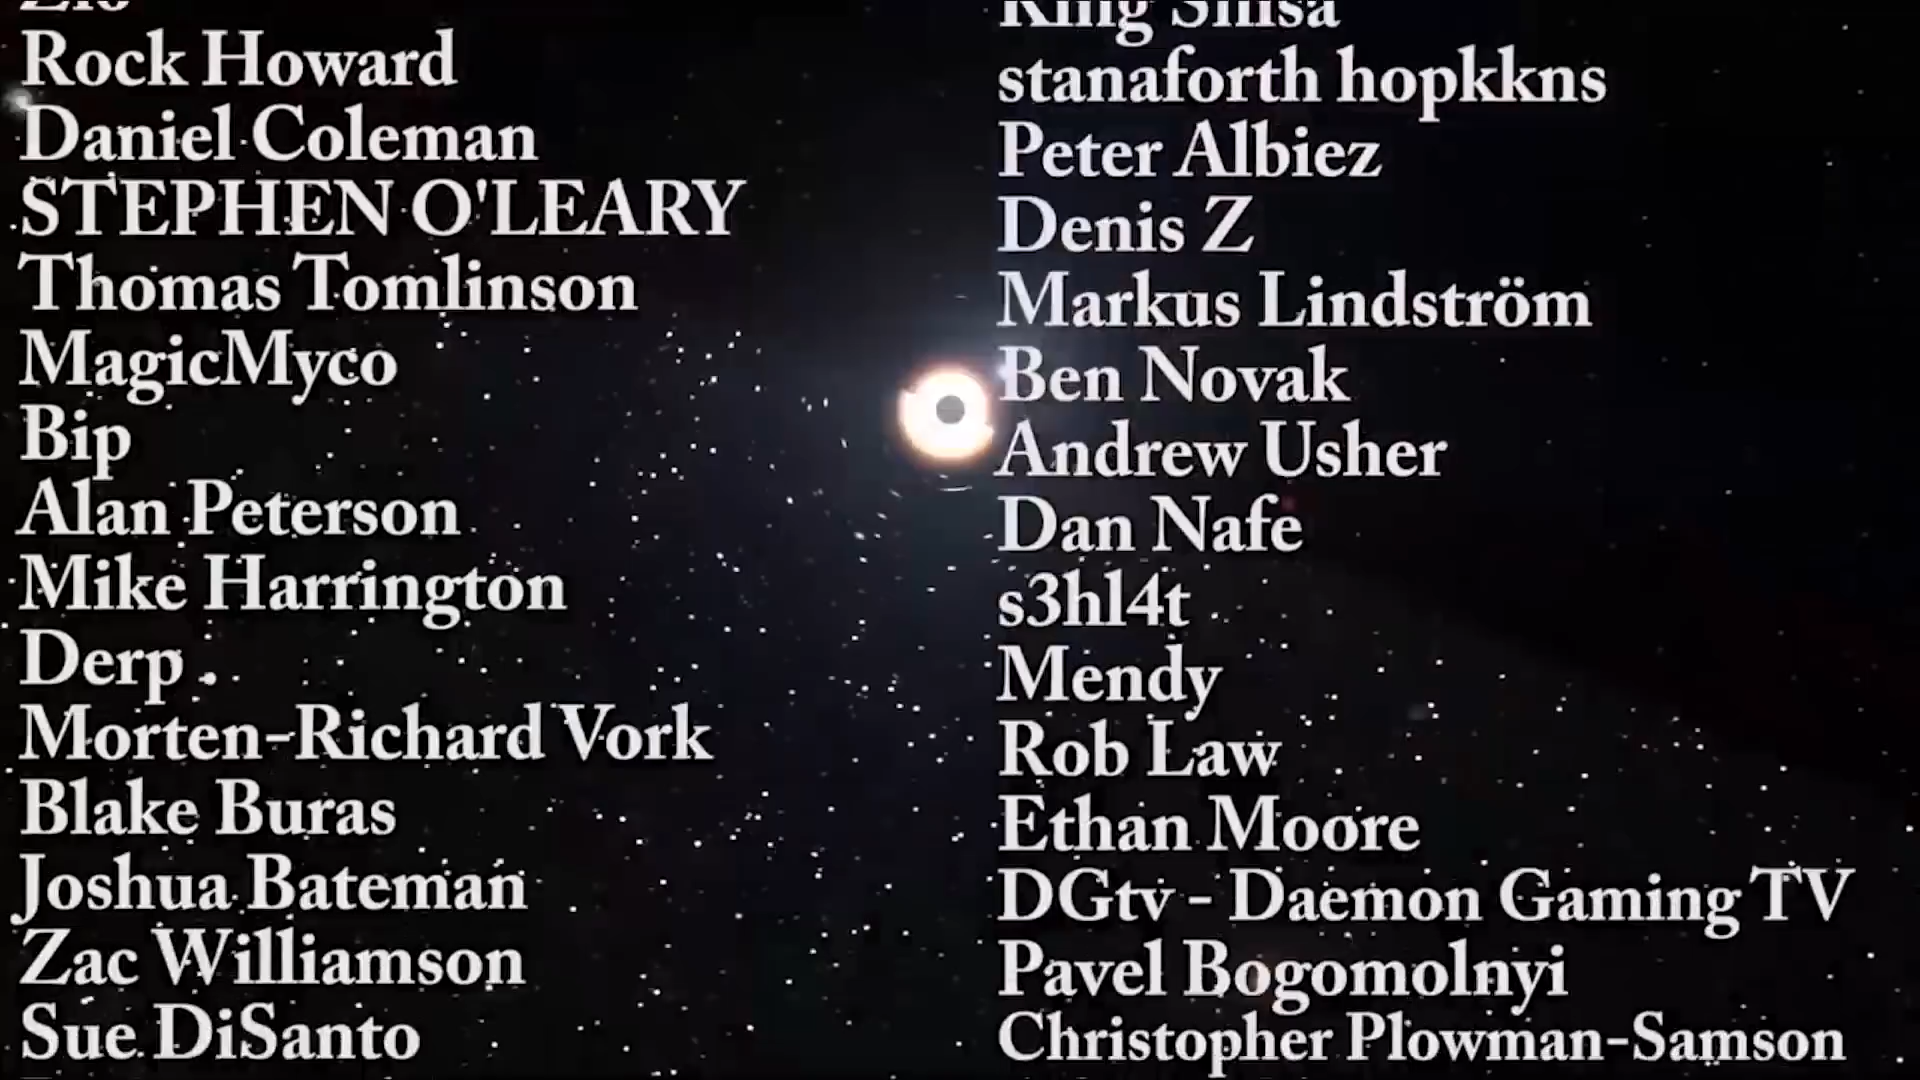 Rock Howard
Daniel Coleman
STEPHEN O'LEARY
Thomas Tomlinson
MagicMyco
Bip
Alan Peterson
Mike Harrington
Derp
Morten-Richard Vork
Blake Buras
Joshua Bateman
Zac Williamson
Sue DiSanto
King Sinisa
stanaforth hopkkns
Peter Albiez
Denis Z
Markus Lindström
Ben Novak
Andrew Usher
Dan Nafe
s3hl4t
Mendy
Rob Law
Ethan Moore
DGtv - Daemon Gaming TV
Pavel Bogomolnyi
Christopher Plowman-Samson